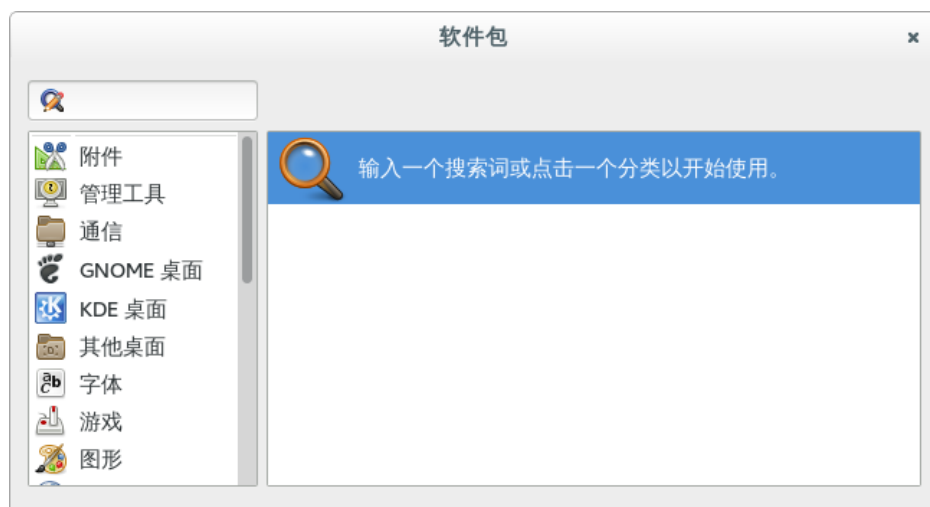 软件包
附件
管理工具
通信
GNOME 桌面
KDE 桌面
其他桌面
字体
游戏
图形
输入一个搜索词或点击一个分类以开始使用。